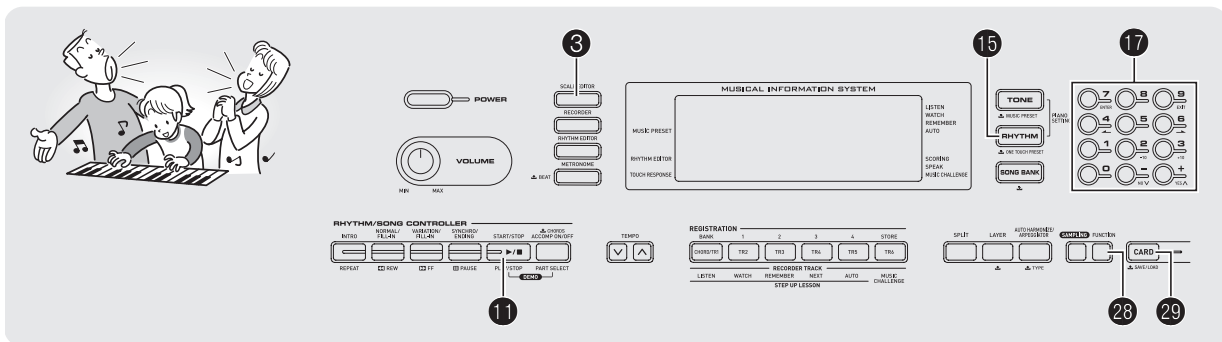 3
15
17
SCALE EDITOR
POWER
RECORDER
RHYTHM EDITOR
METRONOME
BEAT
VOLUME
MIN MAX
MUSICAL INFORMATION SYSTEM
MUSIC PRESET
RHYTHM EDITOR
TOUCH RESPONSE
LISTEN
WATCH
REMEMBER
AUTO
SCORING
SPEAK
MUSIC CHALLENGE
TONE
MUSIC PRESET
PIANO SETTING
RHYTHM
ONE TOUCH PRESET
SONG BANK
7 8 9
ENTER EXIT
4 5 6
1 2 3
-10 +10
0 - +
NO YES
RHYTHM/SONG CONTROLLER
INTRO
NORMAL/
FILL-IN
VARIATION/
FILL-IN
SYNCHRO/
ENDING
START/STOP
CHORDS
ACCOMP ON/OFF
REPEAT REW FF PAUSE PLAY/STOP PART SELECT
DEMO
TEMPO
REGISTRATION
BANK 1 2 3 4 STORE
CHORD/TR1 TR2 TR3 TR4 TR5 TR6
RECORDER TRACK
LISTEN WATCH REMEMBER NEXT AUTO MUSIC CHALLENGE
STEP UP LESSON
SPLIT
LAYER
AUTO HARMONIZE/
ARPEGGIATOR
TYPE
SAMPLING
FUNCTION
CARD
SAVE/LOAD
11
28
29